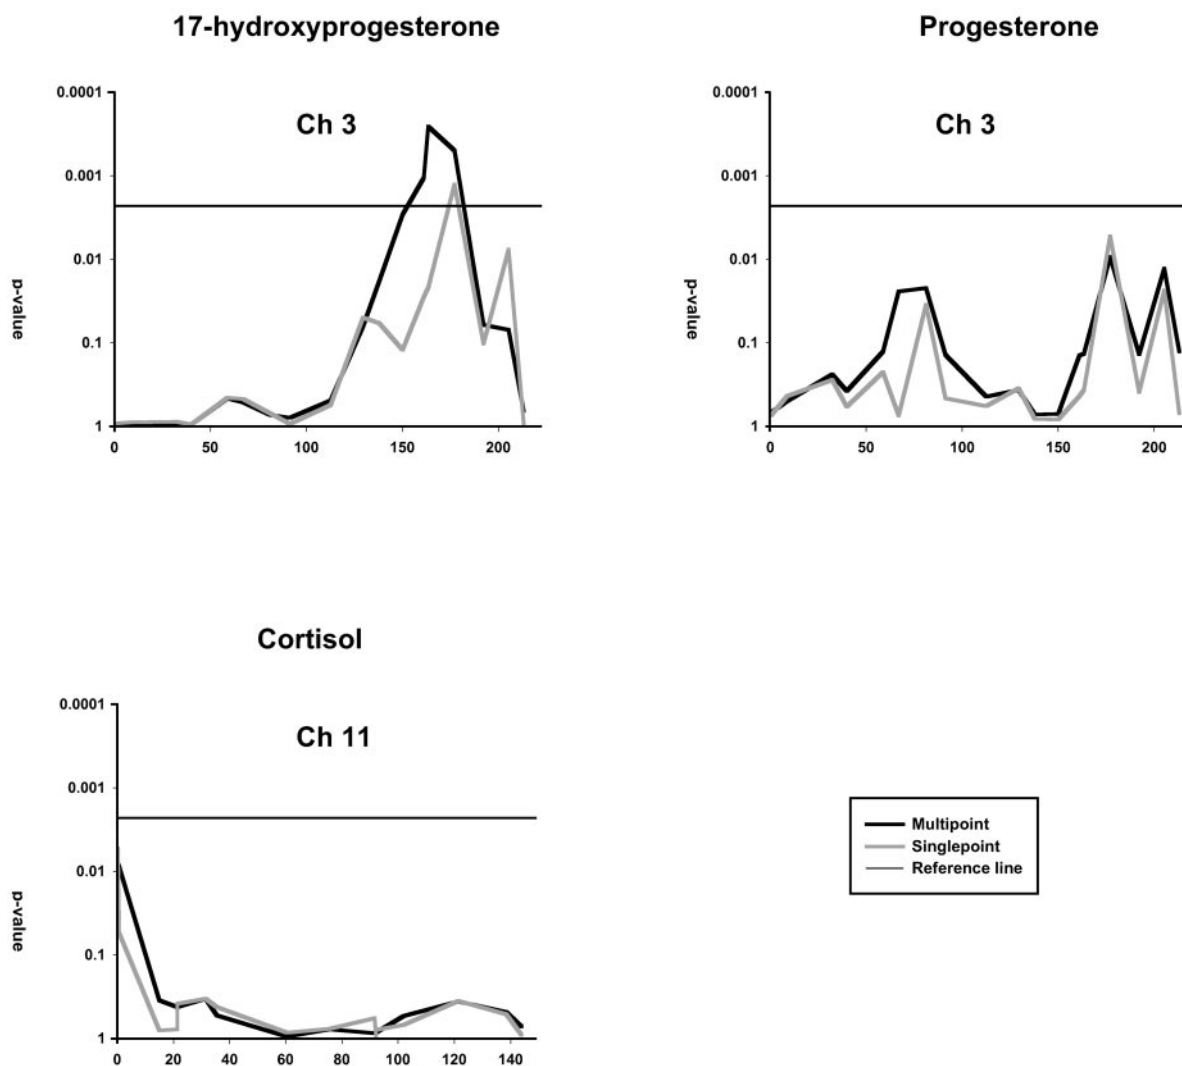 17-hydroxyprogesterone
Progesterone
0.0001
0.001
0.01
0.1
1
p-value
Ch 3
0 50 100 150 200
0.0001
0.001
0.01
0.1
1
p-value
Ch 3
0 50 100 150 200
Cortisol
0.0001
0.001
0.01
0.1
1
p-value
Ch 11
0 20 40 60 80 100 120 140
Multipoint
Singlepoint
Reference line